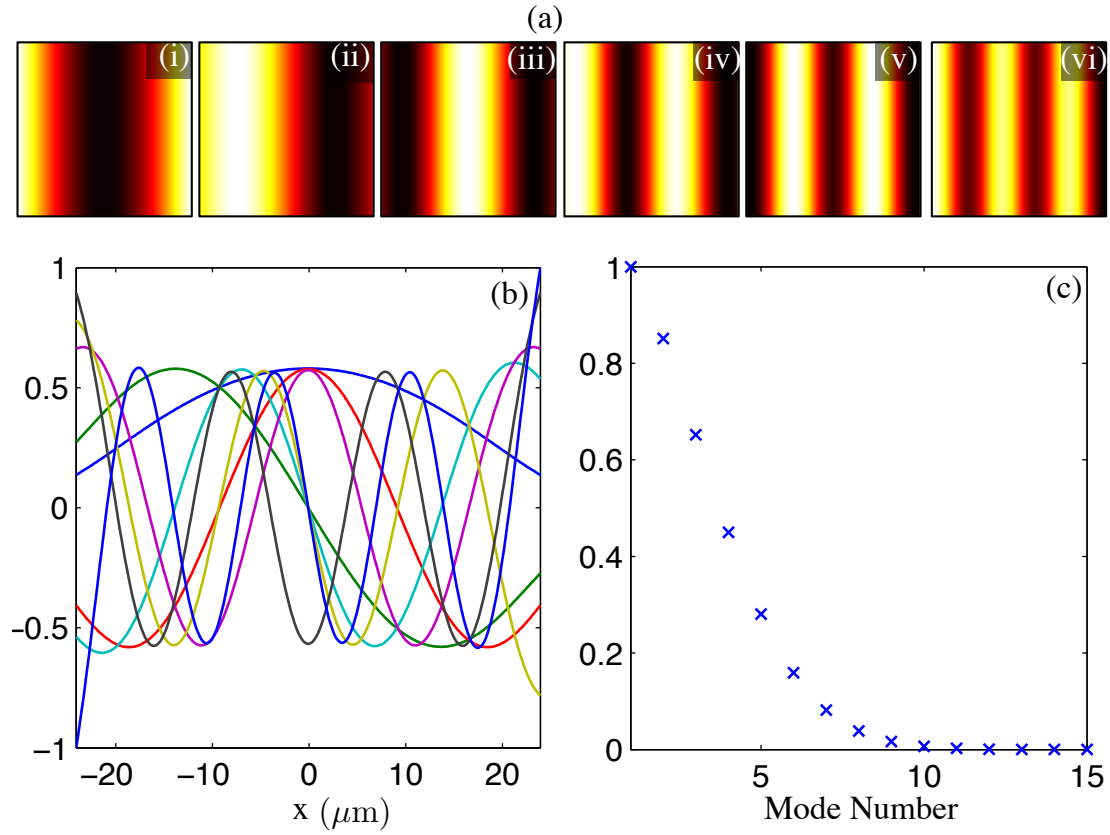 (a)
(i) (ii) (iii) (iv) (v) (vi)
(b)
1
0.5
0
−0.5
−1
−20 −10 0 10 20
x (μm)
(c)
1
0.8
0.6
0.4
0.2
0
5 10 15
Mode Number